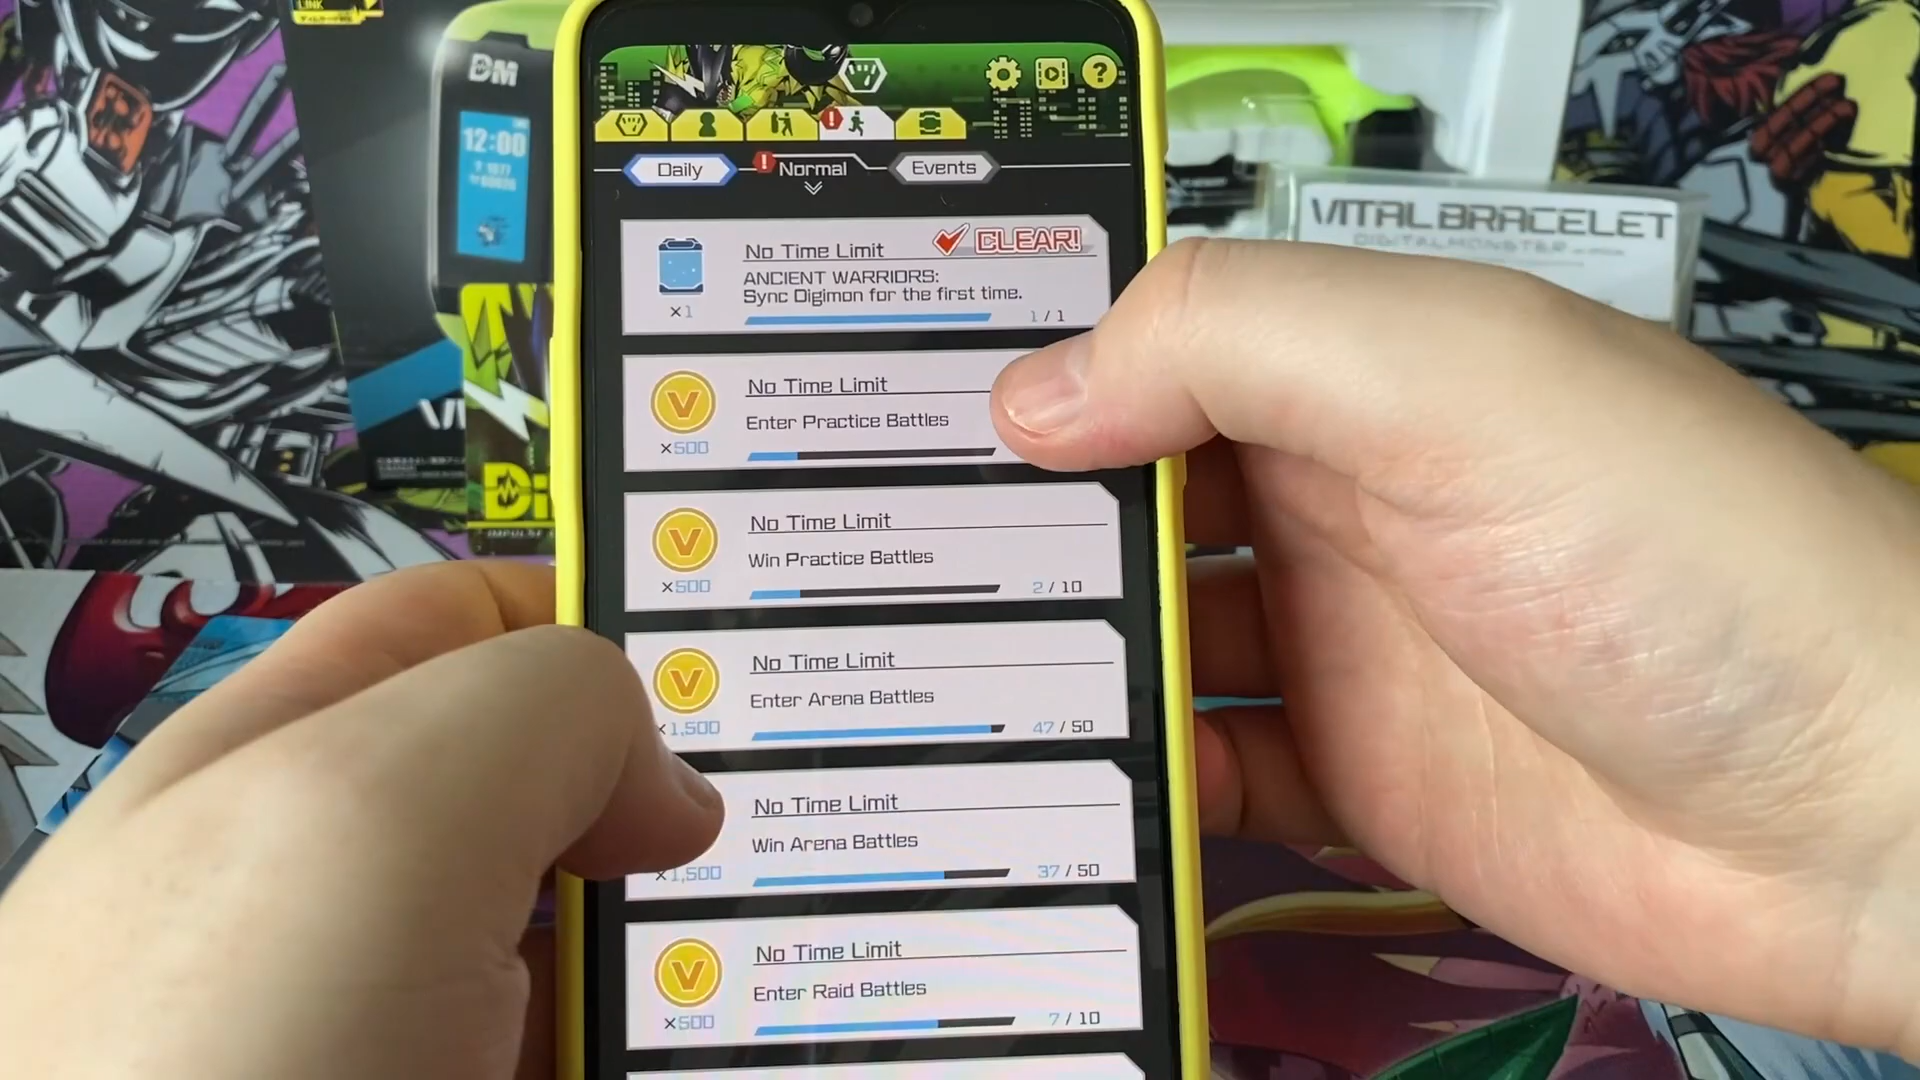 LINK
DM
12:00
VITAL BRACELET
DIGITALMONSTER
Daily
! Normal
Events
?
No Time Limit
CLEAR!
ANCIENT WARRIORS:
Sync Digimon for the first time.
×1
1 / 1
No Time Limit
Enter Practice Battles
×500
No Time Limit
Win Practice Battles
×500
2 / 10
No Time Limit
Enter Arena Battles
×1,500
47 / 50
No Time Limit
Win Arena Battles
×1,500
37 / 50
No Time Limit
Enter Raid Battles
×500
7 / 10